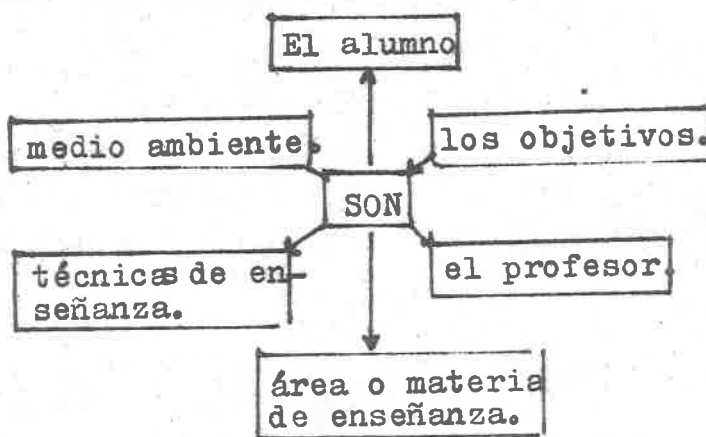 El alumno
medio ambiente.
los objetivos.
SON
técnicas de en-
señanza.
el profesor.
área o materia
de enseñanza.